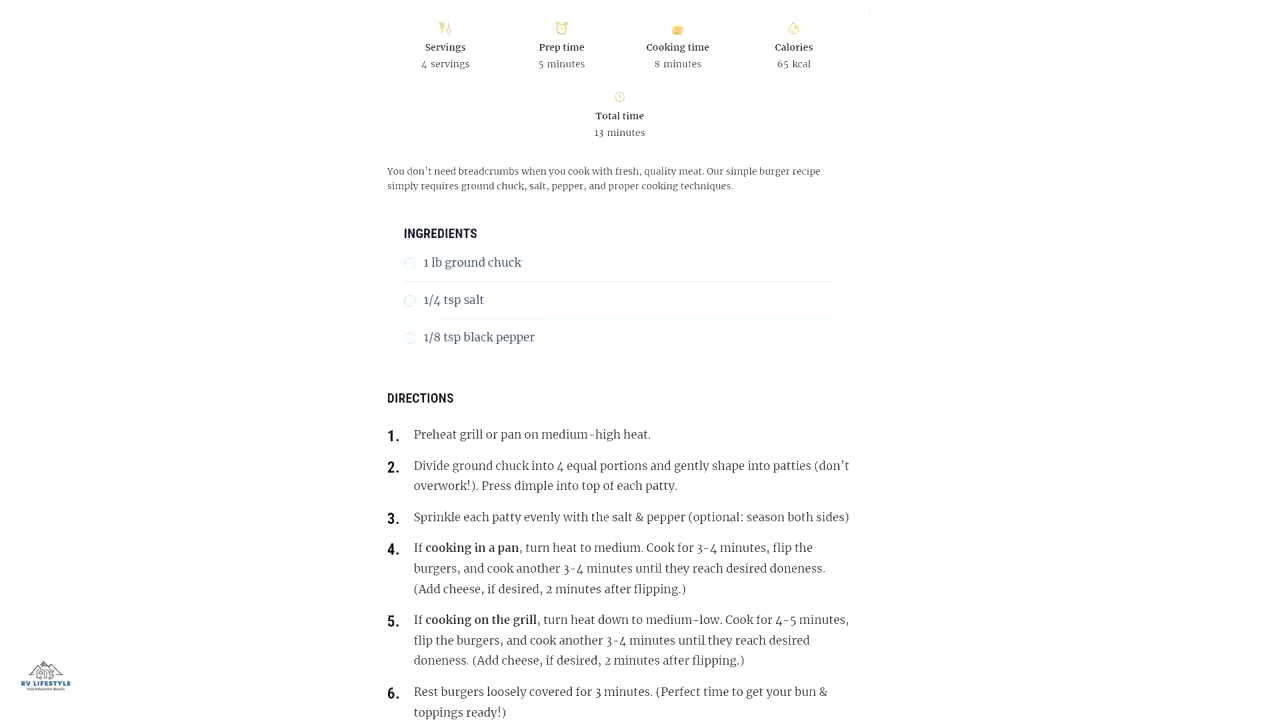 Servings
4 servings
Prep time
5 minutes
Cooking time
8 minutes
Calories
65 kcal
Total time
13 minutes
You don't need breadcrumbs when you cook with fresh, quality meat. Our simple burger recipe
simply requires ground chuck, salt, pepper, and proper cooking techniques.
INGREDIENTS
1 lb ground chuck
1/4 tsp salt
1/8 tsp black pepper
DIRECTIONS
1. Preheat grill or pan on medium-high heat.
2. Divide ground chuck into 4 equal portions and gently shape into patties (don't
overwork!). Press dimple into top of each patty.
3. Sprinkle each patty evenly with the salt & pepper (optional: season both sides)
4. If cooking in a pan, turn heat to medium. Cook for 3-4 minutes, flip the
burgers, and cook another 3-4 minutes until they reach desired doneness.
(Add cheese, if desired, 2 minutes after flipping.)
5. If cooking on the grill, turn heat down to medium-low. Cook for 4-5 minutes,
flip the burgers, and cook another 3-4 minutes until they reach desired
doneness. (Add cheese, if desired, 2 minutes after flipping.)
6. Rest burgers loosely covered for 3 minutes. (Perfect time to get your bun &
toppings ready!)
RV LIFESTYLE